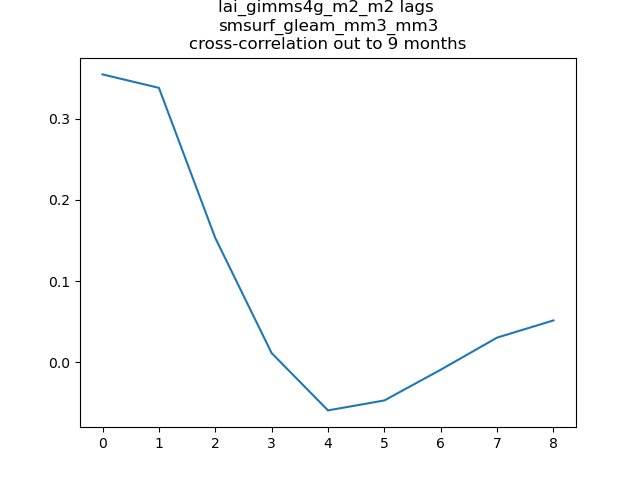 lai_gimms4g_m2_m2 lags
smsurf_gleam_mm3_mm3
cross-correlation out to 9 months
0.3
0.2
0.1
0.0
0 1 2 3 4 5 6 7 8